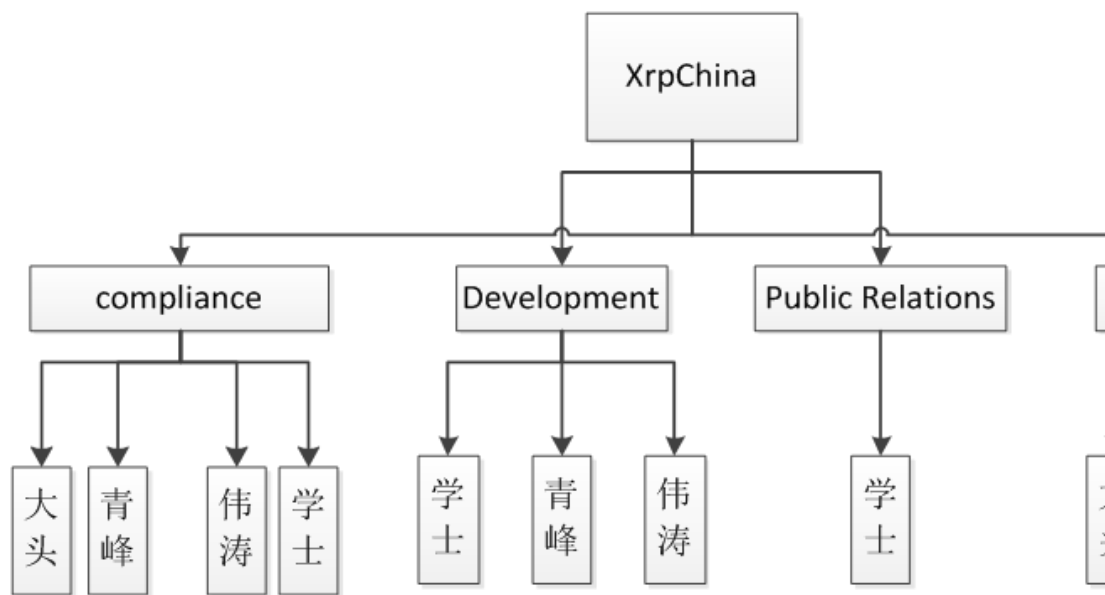 XrpChina
compliance
Development
Public Relations
大头
青峰
伟涛
学士
学士
青峰
伟涛
学士